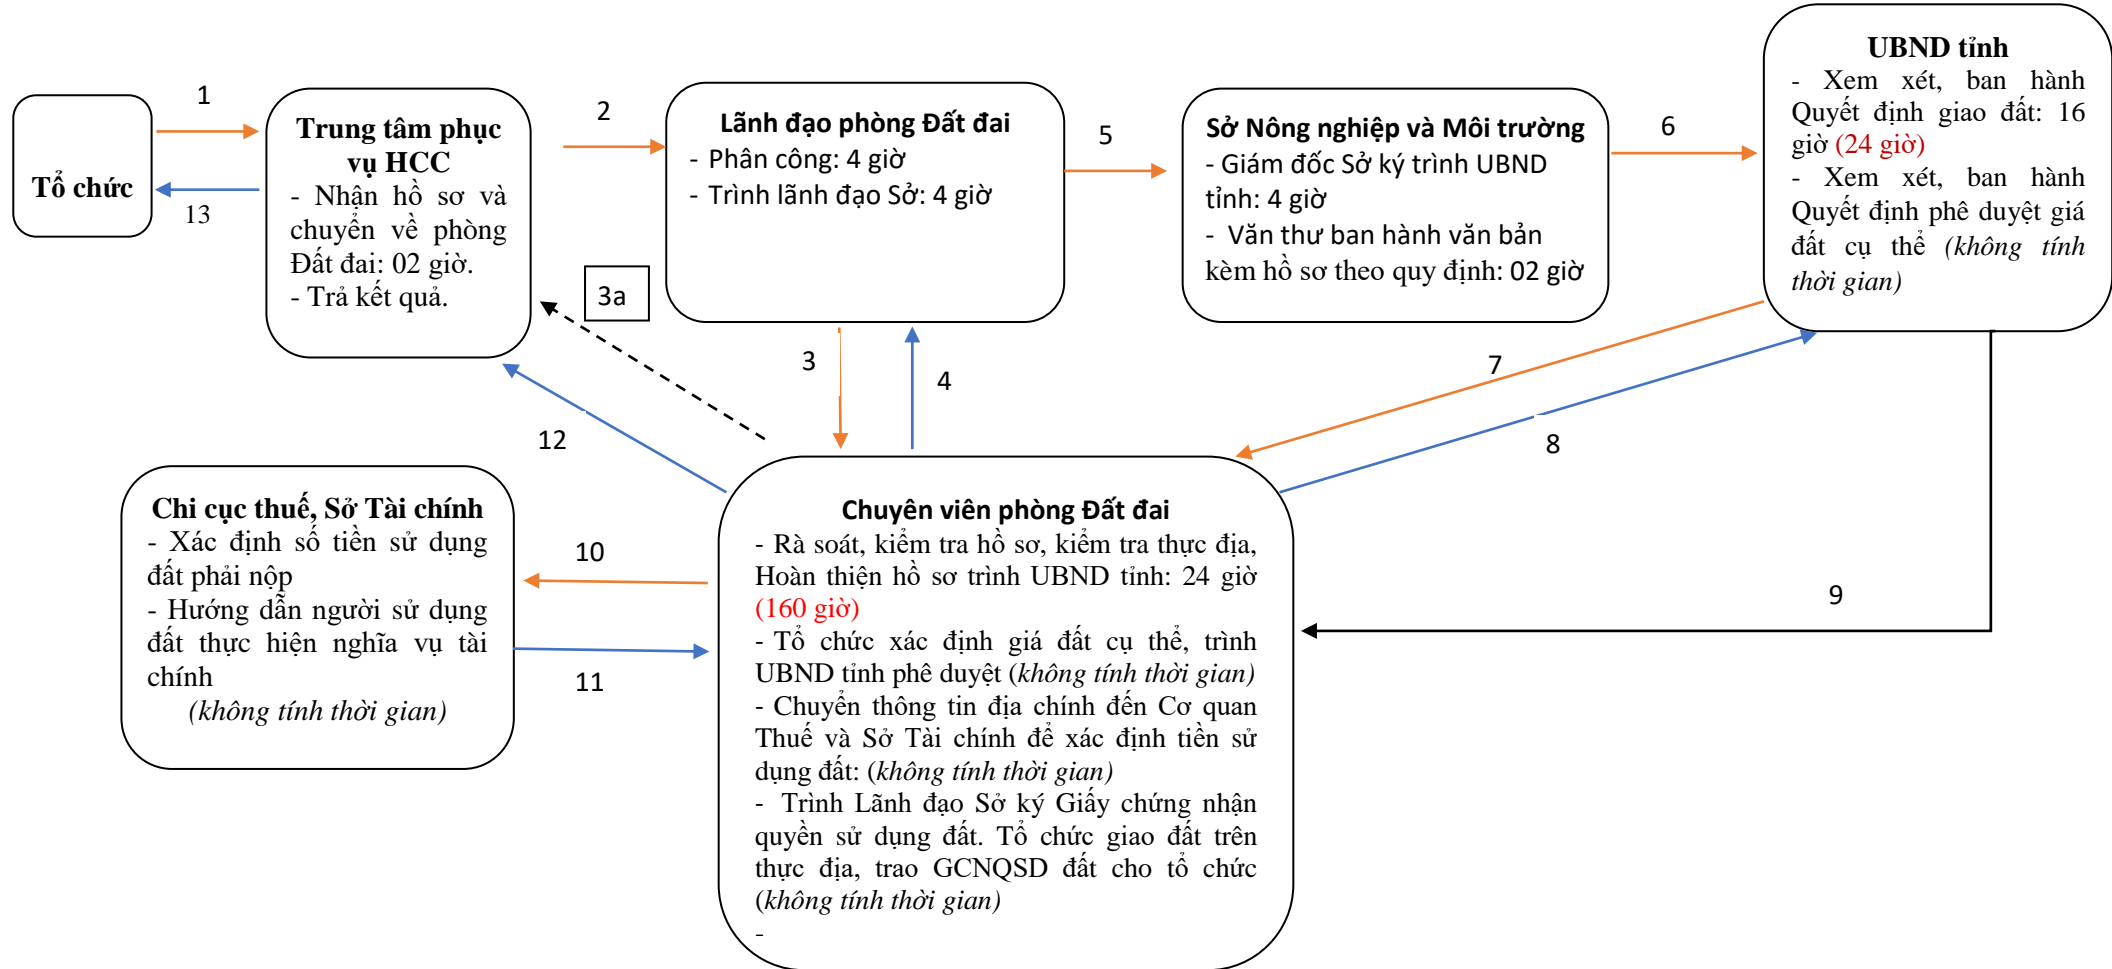 Tổ chức
1
13
Trung tâm phục
vụ HCC
- Nhận hồ sơ và
chuyển về phòng
Đất đai: 02 giờ.
- Trả kết quả.
2
Lãnh đạo phòng Đất đai
- Phân công: 4 giờ
- Trình lãnh đạo Sở: 4 giờ
5
Sở Nông nghiệp và Môi trường
- Giám đốc Sở ký trình UBND
tỉnh: 4 giờ
- Văn thư ban hành văn bản
kèm hồ sơ theo quy định: 02 giờ
6
UBND tỉnh
- Xem xét, ban hành
Quyết định giao đất: 16
giờ (24 giờ)
- Xem xét, ban hành
Quyết định phê duyệt giá
đất cụ thể (không tính
thời gian)
3a
3
4
7
8
12
9
Chi cục thuế, Sở Tài chính
- Xác định số tiền sử dụng
đất phải nộp
- Hướng dẫn người sử dụng
đất thực hiện nghĩa vụ tài
chính
(không tính thời gian)
10
11
Chuyên viên phòng Đất đai
- Rà soát, kiểm tra hồ sơ, kiểm tra thực địa,
Hoàn thiện hồ sơ trình UBND tỉnh: 24 giờ
(160 giờ)
- Tổ chức xác định giá đất cụ thể, trình
UBND tỉnh phê duyệt (không tính thời gian)
- Chuyển thông tin địa chính đến Cơ quan
Thuế và Sở Tài chính để xác định tiền sử
dụng đất: (không tính thời gian)
- Trình Lãnh đạo Sở ký Giấy chứng nhận
quyền sử dụng đất. Tổ chức giao đất trên
thực địa, trao GCNQSD đất cho tổ chức
(không tính thời gian)
-